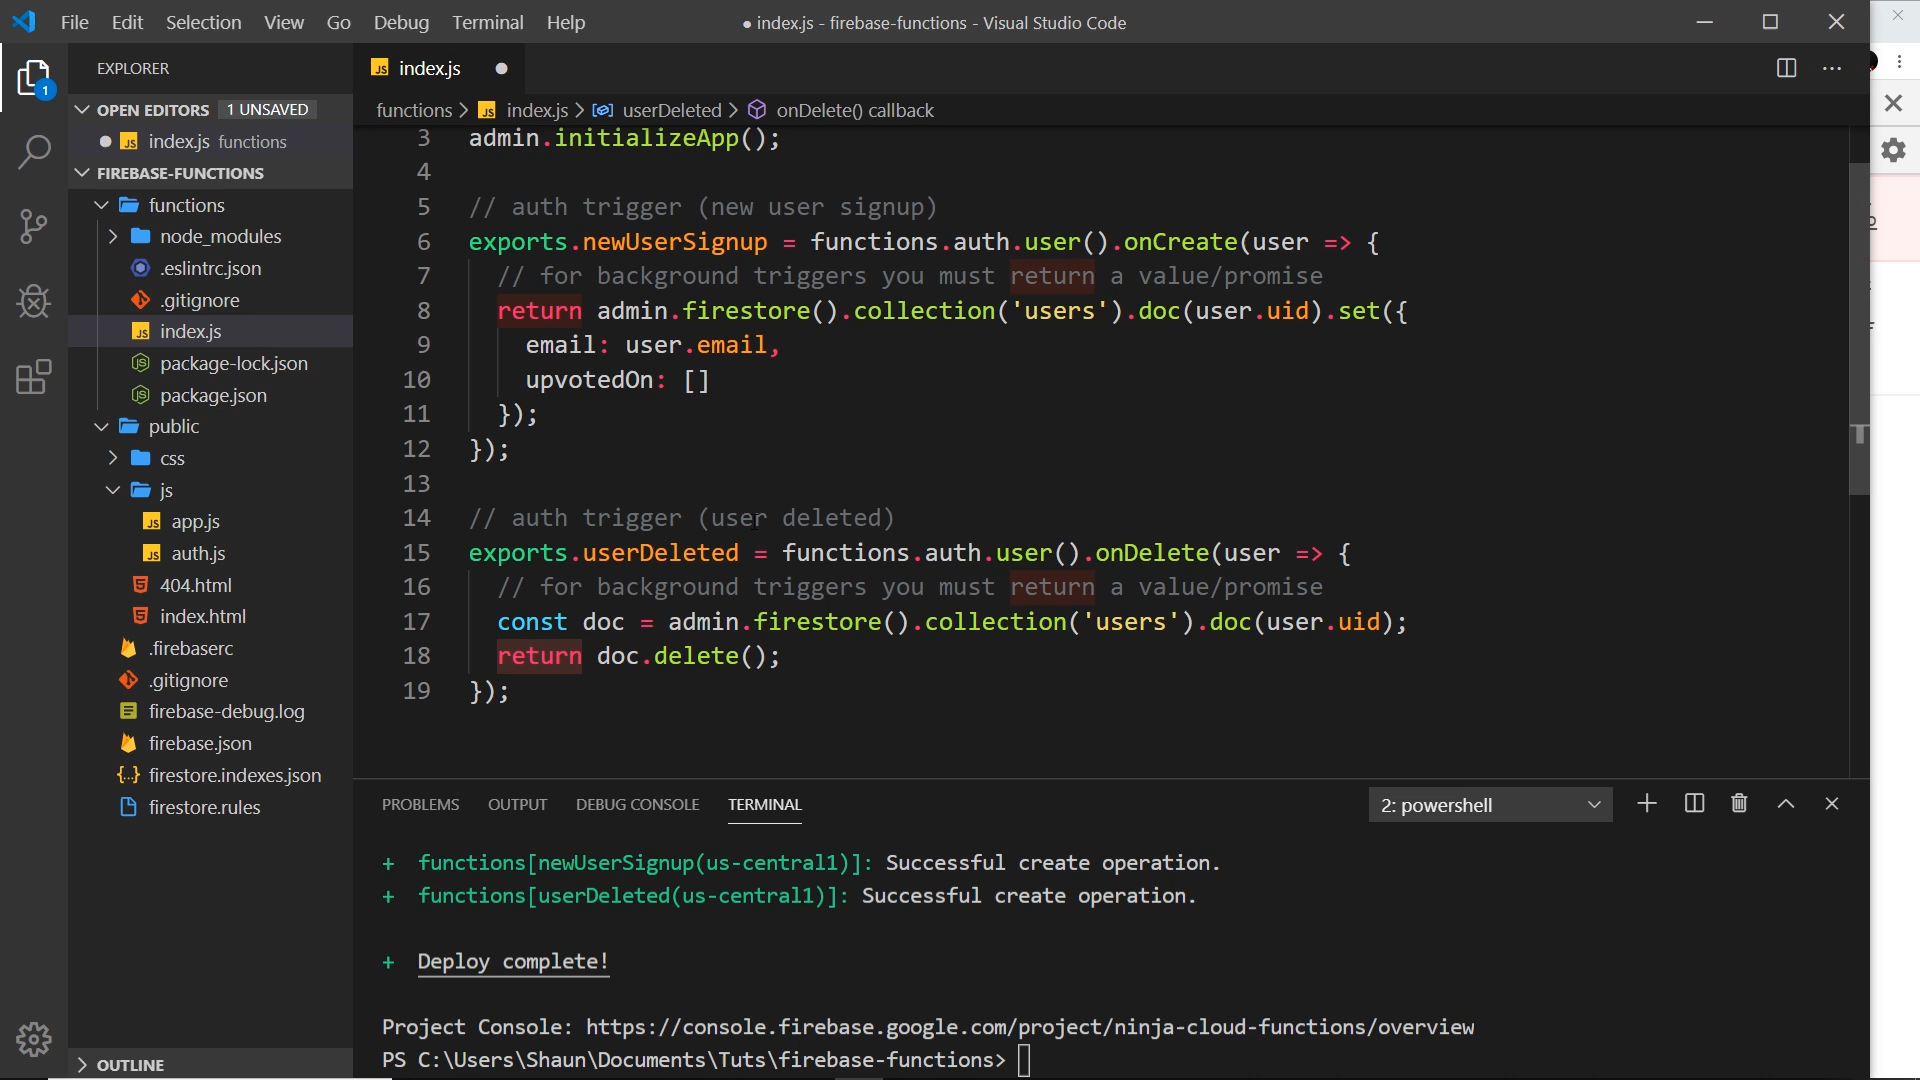 File Edit Selection View Go Debug Terminal Help
● index.js - firebase-functions - Visual Studio Code
EXPLORER
index.js
OPEN EDITORS 1 UNSAVED
functions > index.js > userDeleted > onDelete() callback
index.js functions
FIREBASE-FUNCTIONS
functions
node_modules
.eslintrc.json
.gitignore
index.js
package-lock.json
package.json
public
css
js
app.js
auth.js
404.html
index.html
.firebaserc
.gitignore
firebase-debug.log
firebase.json
firestore.indexes.json
firestore.rules
OUTLINE
1
3 admin.initializeApp();
4
5 // auth trigger (new user signup)
6 exports.newUserSignup = functions.auth.user().onCreate(user => {
7 // for background triggers you must return a value/promise
8 return admin.firestore().collection('users').doc(user.uid).set({
9 email: user.email,
10 upvotedOn: []
11 });
12 });
13
14 // auth trigger (user deleted)
15 exports.userDeleted = functions.auth.user().onDelete(user => {
16 // for background triggers you must return a value/promise
17 const doc = admin.firestore().collection('users').doc(user.uid);
18 return doc.delete();
19 });
PROBLEMS OUTPUT DEBUG CONSOLE TERMINAL
2: powershell
+ functions[newUserSignup(us-central1)]: Successful create operation.
+ functions[userDeleted(us-central1)]: Successful create operation.
+ Deploy complete!
Project Console: https://console.firebase.google.com/project/ninja-cloud-functions/overview
PS C:\Users\Shaun\Documents\Tuts\firebase-functions>